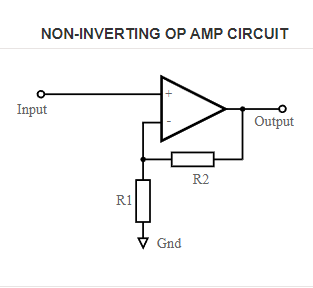 NON-INVERTING OP AMP CIRCUIT
+
Input
-
Output
R2
R1
Gnd